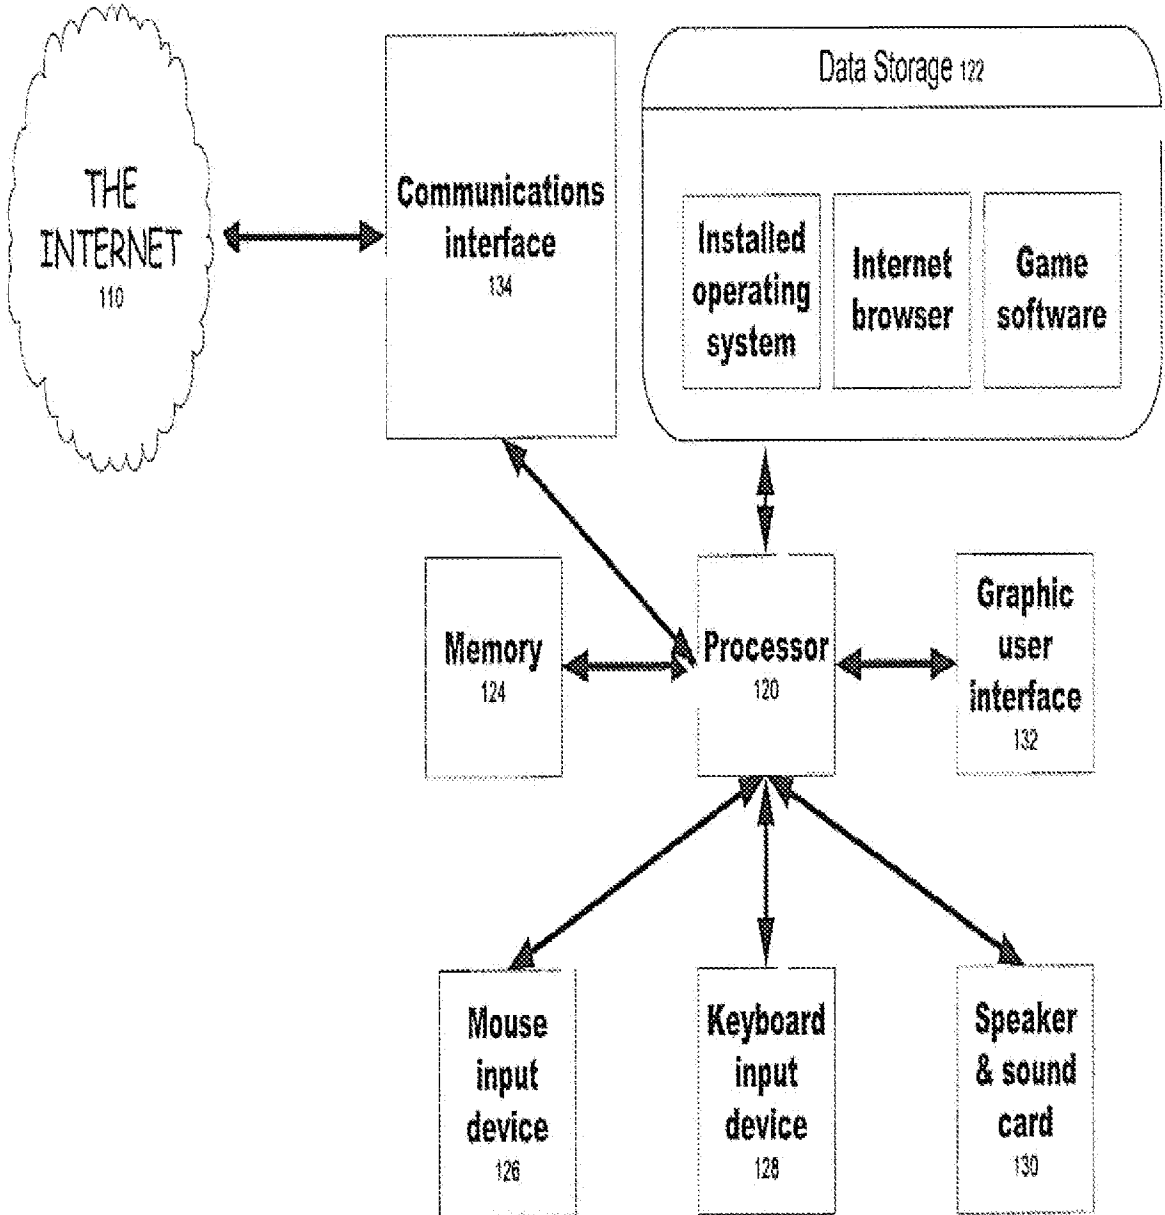 THE
INTERNET
110
Communications
interface
134
Data Storage 122
Installed
operating
system
Internet
browser
Game
software
Memory
124
Processor
120
Graphic
user
interface
132
Mouse
input
device
126
Keyboard
input
device
128
Speaker
& sound
card
130